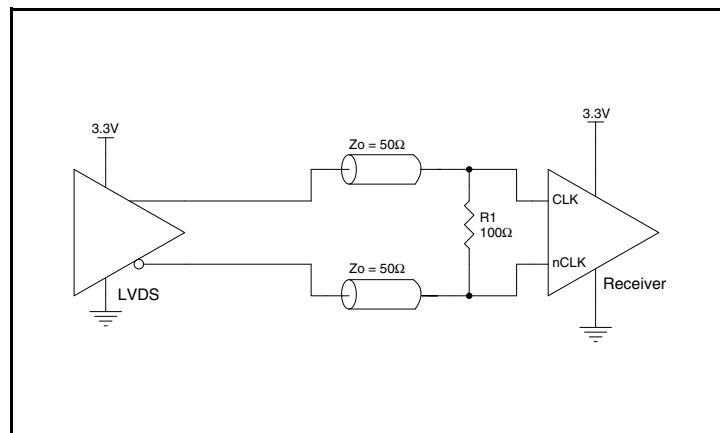 3.3V
Zo = 50Ω
3.3V
CLK
R1
100Ω
nCLK
Zo = 50Ω
LVDS
Receiver